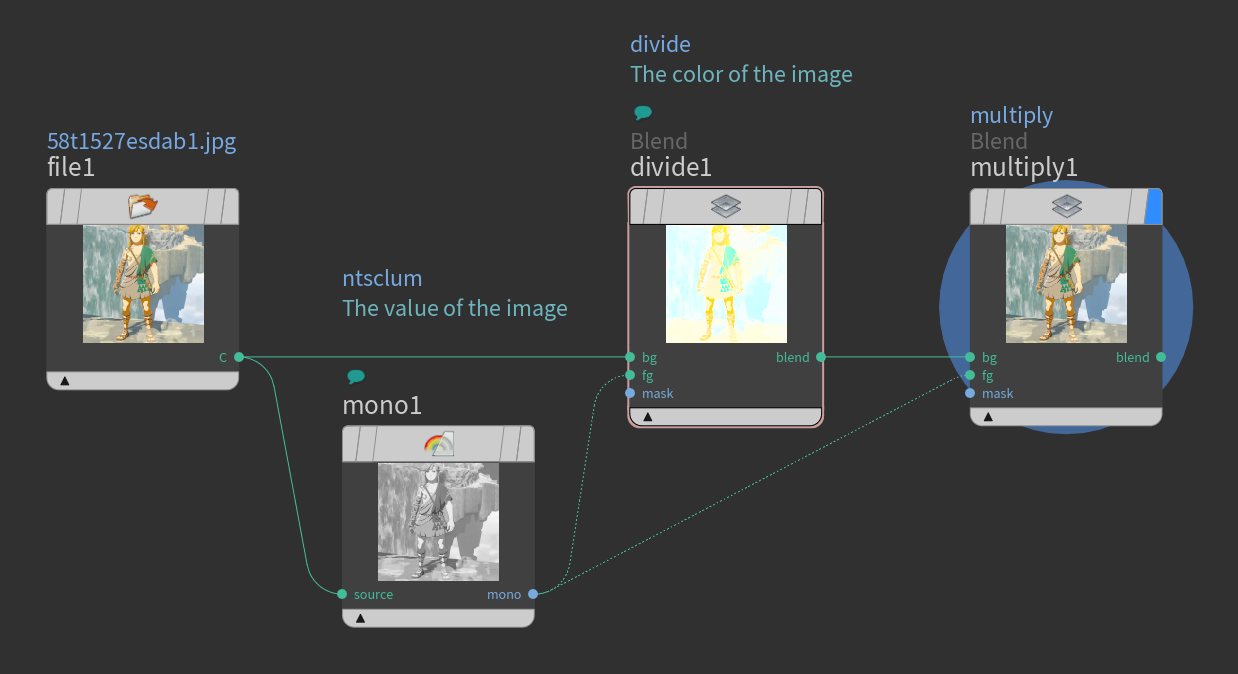 58t1527esdab1.jpg
file1
C
ntsclum
The value of the image
mono1
source
mono
divide
The color of the image
Blend
divide1
bg
blend
fg
mask
multiply
Blend
multiply1
bg
blend
fg
mask